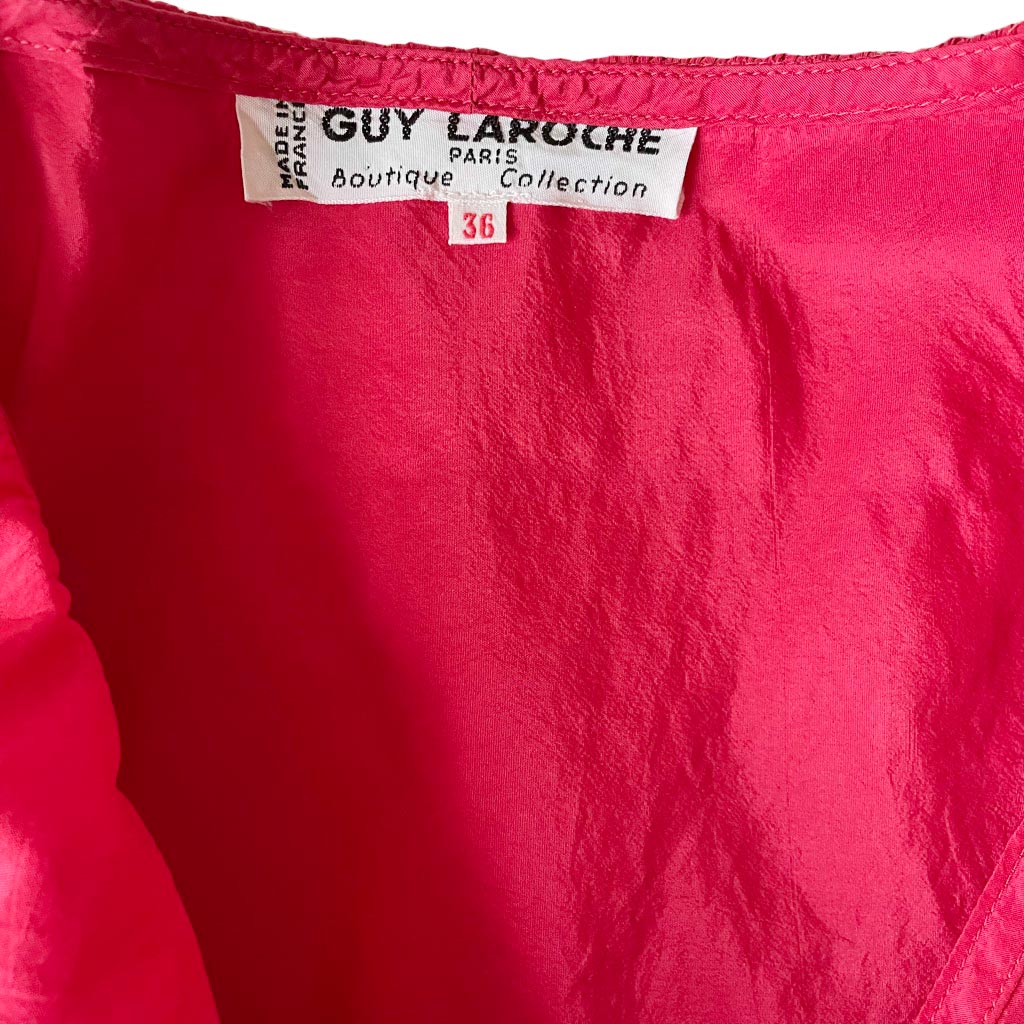 MADE IN
FRANCE
GUY LAROCHE
PARIS
Boutique Collection
36